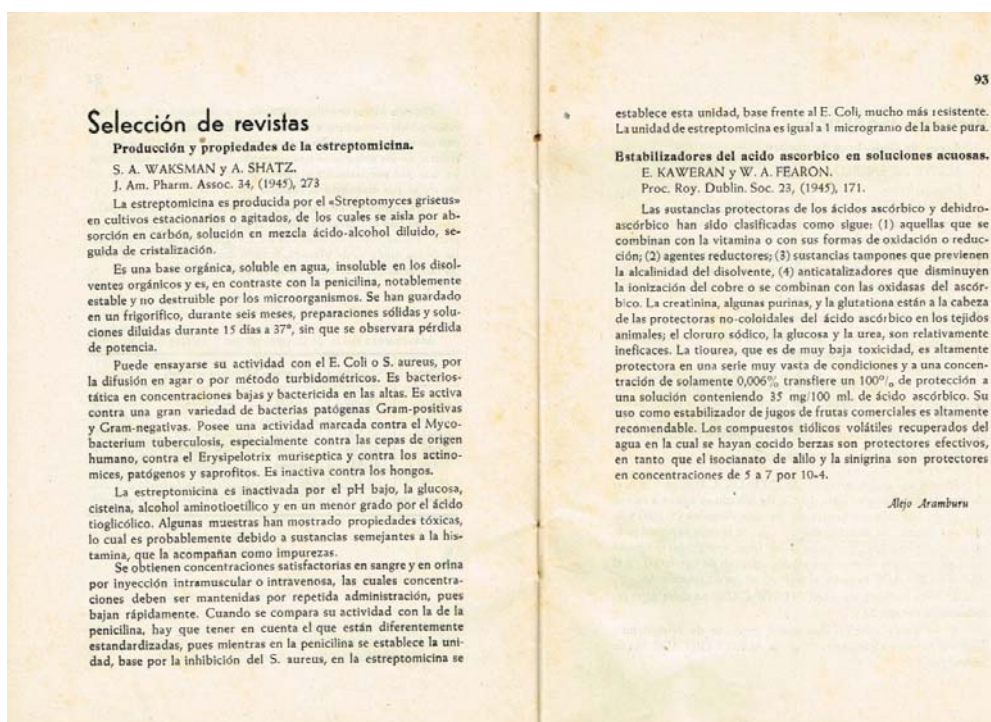 Selección de revistas
Producción y propiedades de la estreptomicina.
S. A. WAKSMAN y A. SHATZ.
J. Am. Pharm. Assoc. 34, (1945), 273
La estreptomicina es producida por el «Streptomyces griseus»
en cultivos estacionarios o agitados, de los cuales se aisla por ab-
sorción en carbón, solución en mezcla ácido-alcohol diluido, se-
guida de cristalización.
Es una base orgánica, soluble en agua, insoluble en los disol-
ventes orgánicos y es, en contraste con la penicilina, notablemente
estable y no destruible por los microorganismos. Se han guardado
en un frigorífico, durante seis meses, preparaciones sólidas y solu-
ciones diluidas durante 15 días a 37°, sin que se observara pérdida
de potencia.
Puede ensayarse su actividad con el E. Coli o S. aureus, por
la difusión en agar o por método turbidométricos. Es bacterios-
tática en concentraciones bajas y bactericida en las altas. Es activa
contra una gran variedad de bacterias patógenas Gram-positivas
y Gram-negativas. Posee una actividad marcada contra el Myco-
bacterium tuberculosis, especialmente contra las cepas de origen
humano, contra el Erysipelotrix muriseptica y contra los actino-
mices, patógenos y saprofitos. Es inactiva contra los hongos.
La estreptomicina es inactivada por el pH bajo, la glucosa,
cisteina, alcohol aminotioetílico y en un menor grado por el ácido
tioglicólico. Algunas muestras han mostrado propiedades tóxicas,
lo cual es probablemente debido a sustancias semejantes a la his-
tamina, que la acompañan como impurezas.
Se obtienen concentraciones satisfactorias en sangre y en orina
por inyección intramuscular o intravenosa, las cuales concentra-
ciones deben ser mantenidas por repetida administración, pues
bajan rápidamente. Cuando se compara su actividad con la de la
penicilina, hay que tener en cuenta el que están diferentemente
estandardizadas, pues mientras en la penicilina se establece la uni-
dad, base por la inhibición del S. aureus, en la estreptomicina se
93
establece esta unidad, base frente al E. Coli, mucho más resistente.
La unidad de estreptomicina es igual a 1 microgramo de la base pura.
Estabilizadores del acido ascorbico en soluciones acuosas.
E. KAWERAN y W. A. FEARON.
Proc. Roy. Dublin. Soc. 23, (1945), 171.
Las sustancias protectoras de los ácidos ascórbico y debidro-
ascórbico han sido clasificadas como sigue: (1) aquellas que se
combinan con la vitamina o con sus formas de oxidación o reduc-
ción; (2) agentes reductores; (3) sustancias tampones que previenen
la alcalinidad del disolvente, (4) anticatalizadores que disminuyen
la ionización del cobre o se combinan con las oxidasas del ascór-
bico. La creatinina, algunas purinas, y la glutationa están a la cabeza
de las protectoras no-coloidales del ácido ascórbico en los tejidos
animales; el cloruro sódico, la glucosa y la urea, son relativamente
ineficaces. La tiourea, que es de muy baja toxicidad, es altamente
protectora en una serie muy vasta de condiciones y a una concen-
tración de solamente 0,006% transfiere un 100% de protección a
una solución conteniendo 35 mg/100 ml. de ácido ascórbico. Su
uso como estabilizador de jugos de frutas comerciales es altamente
recomendable. Los compuestos tiólicos volátiles recuperados del
agua en la cual se hayan cocido berzas son protectores efectivos,
en tanto que el isocianato de alilo y la sinigrina son protectores
en concentraciones de 5 a 7 por 10-4.
Alejo Aramburu